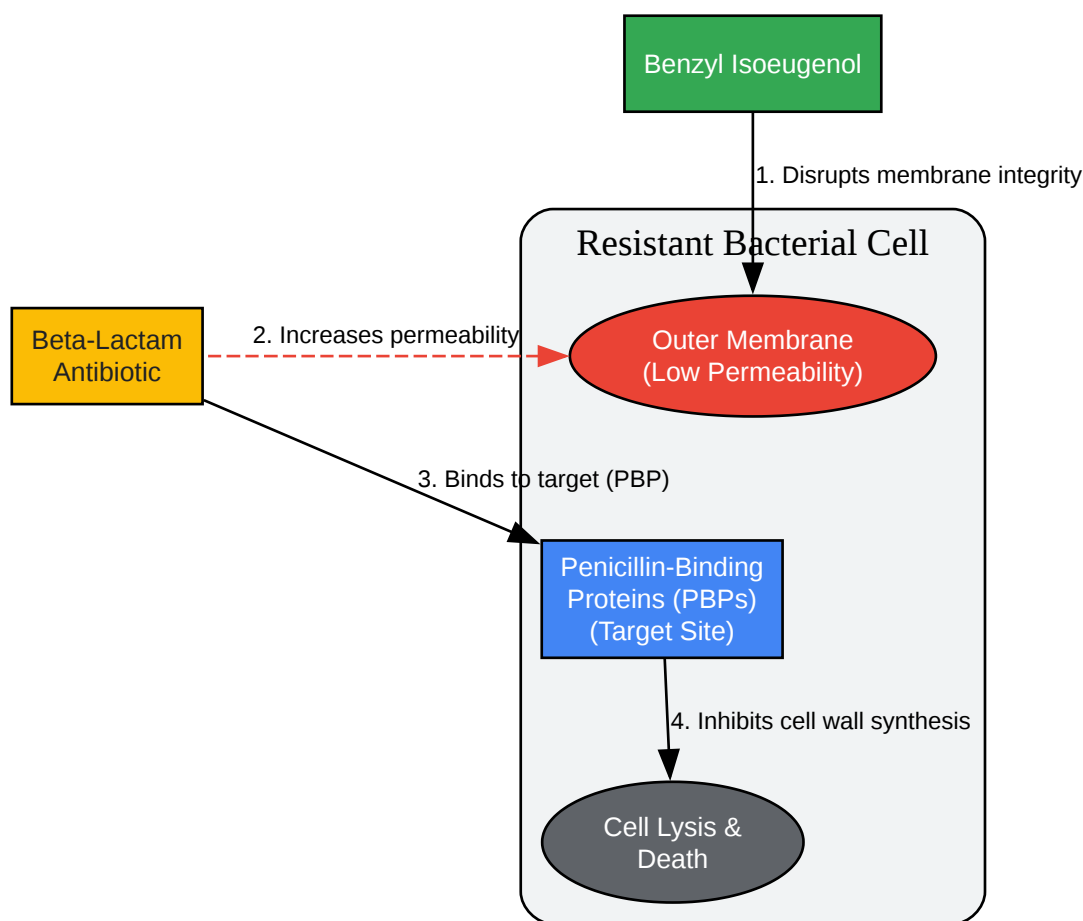 Benzyl Isoeugenol
1. Disrupts membrane integrity
Resistant Bacterial Cell
Beta-Lactam
Antibiotic
2. Increases permeability
Outer Membrane
(Low Permeability)
3. Binds to target (PBP)
Penicillin-Binding
Proteins (PBPs)
(Target Site)
4. Inhibits cell wall synthesis
Cell Lysis &
Death